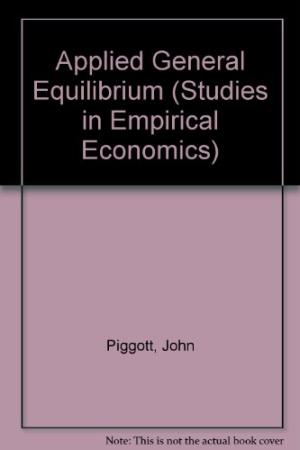 Applied General
Equilibrium (Studies
in Empirical
Economics)
Piggott, John
Note: This is not the actual book cover